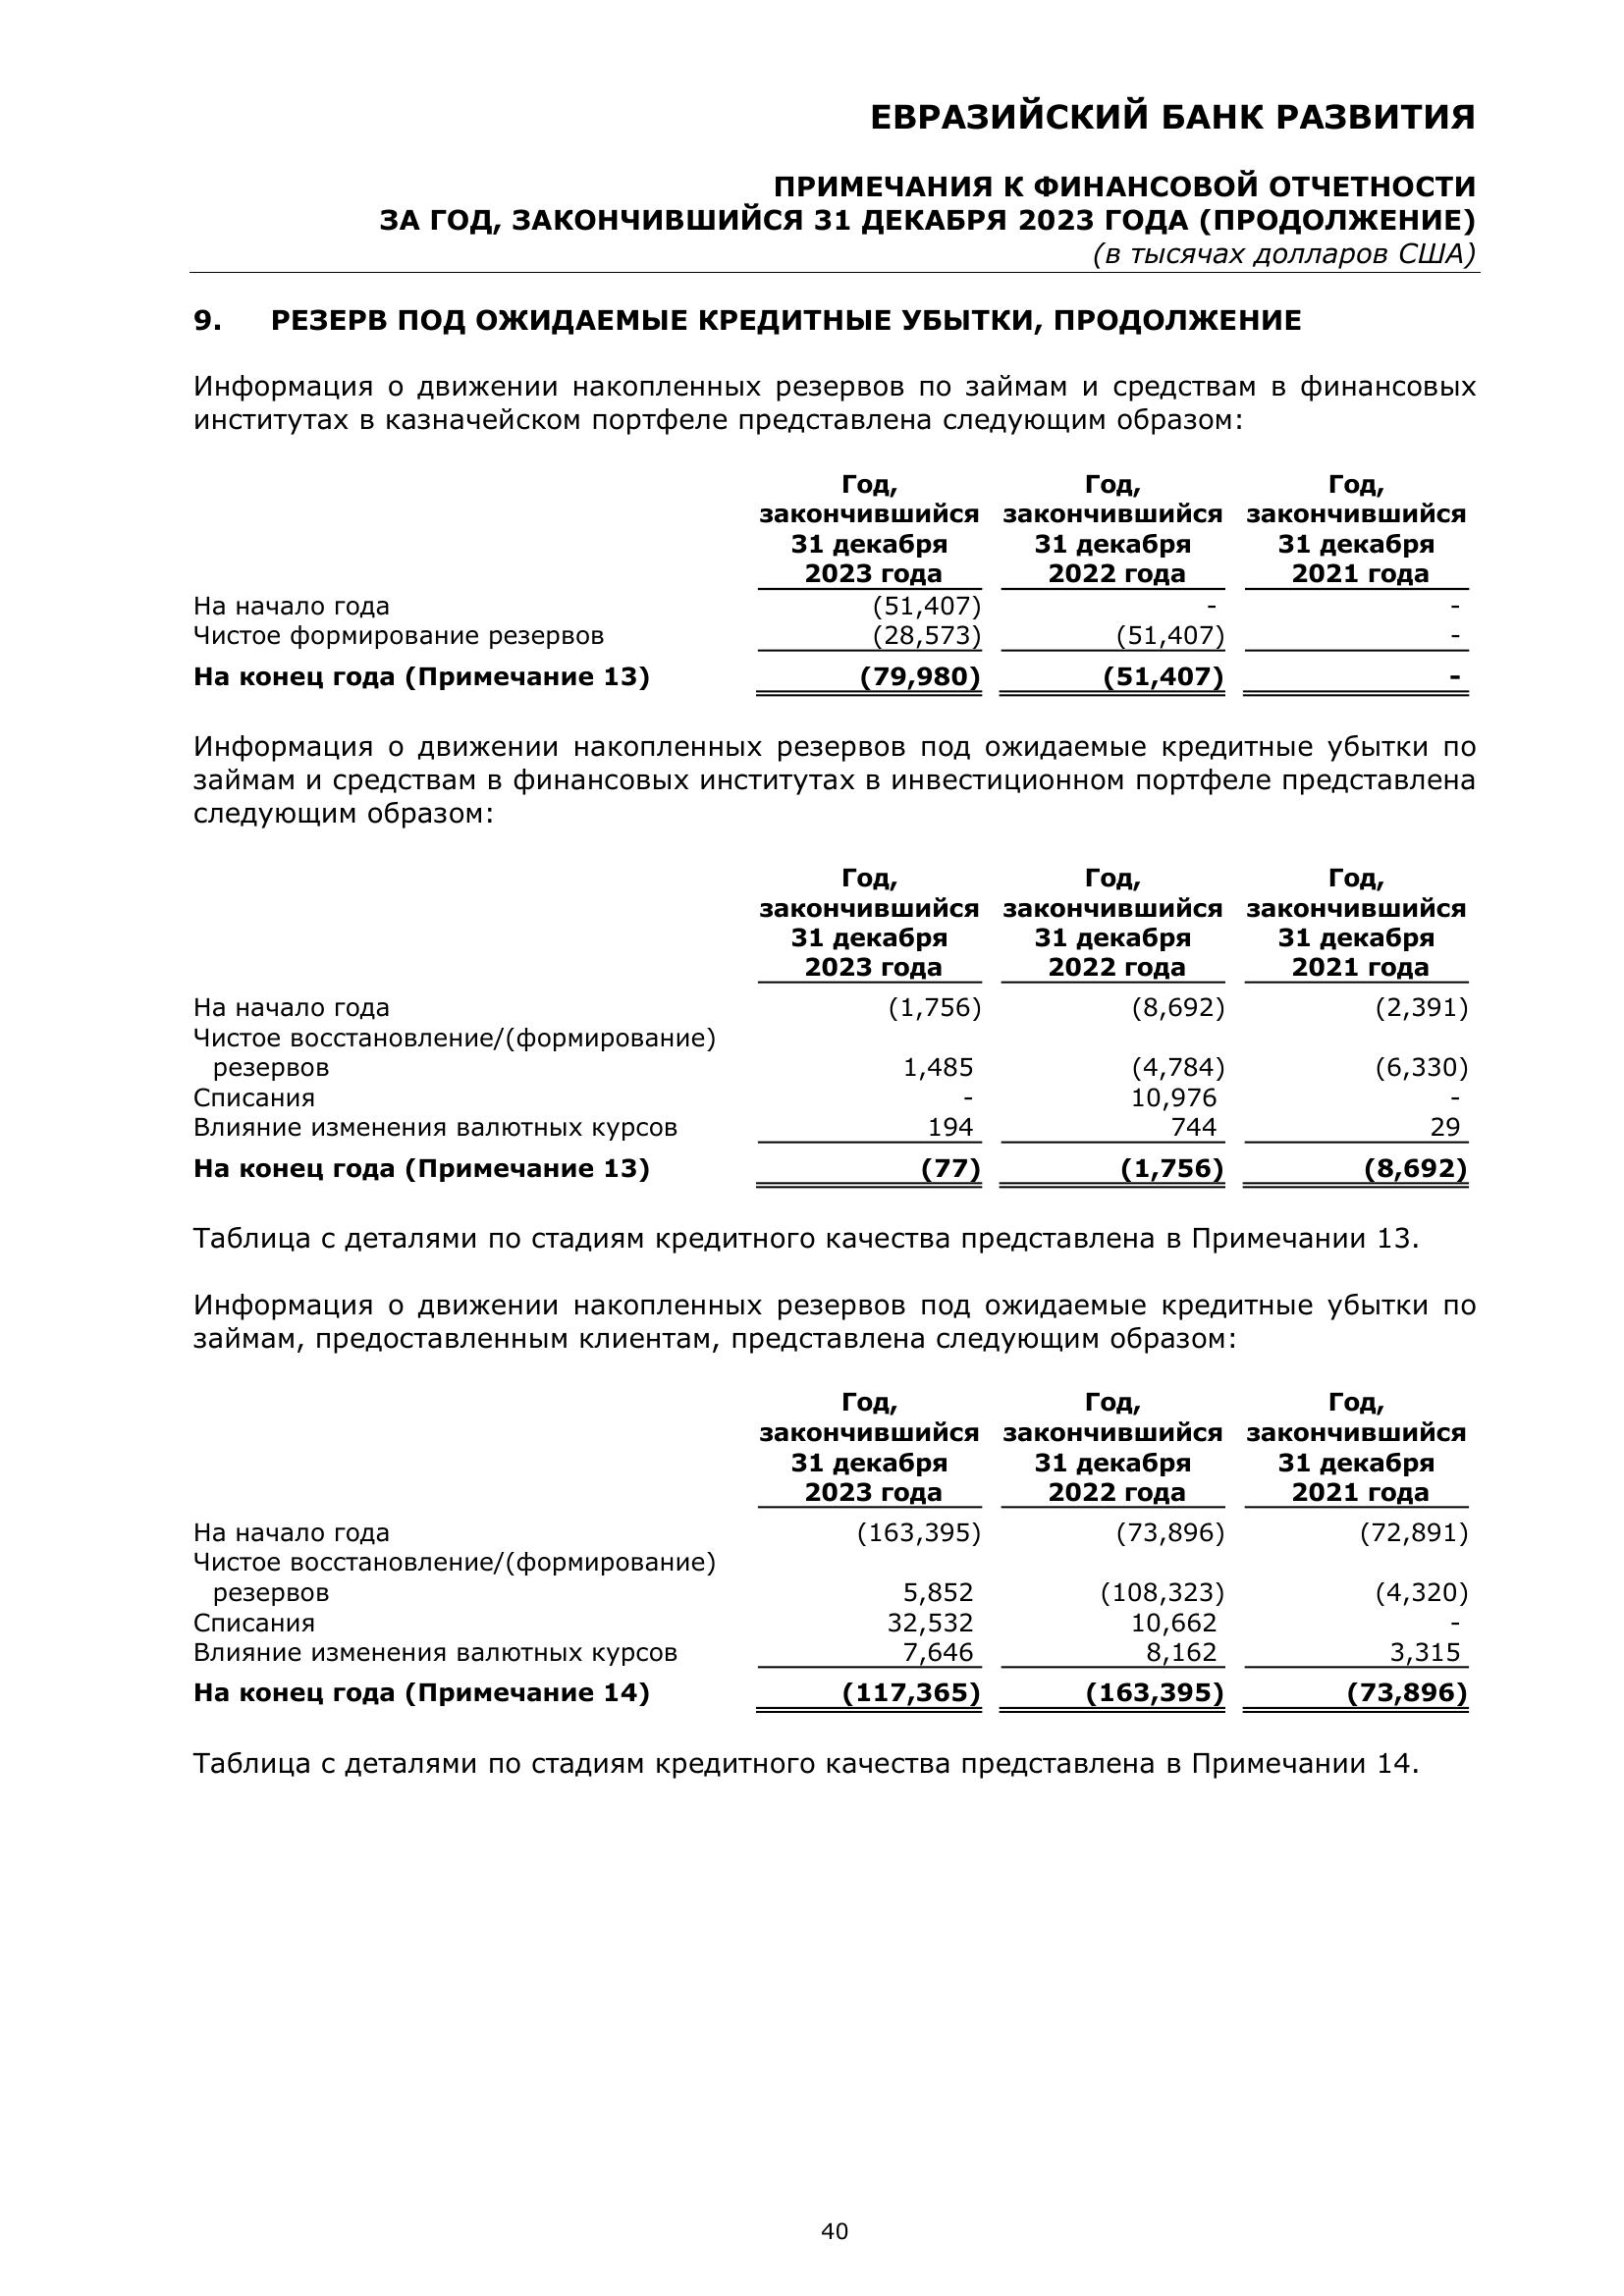 ЕВРАЗИЙСКИЙ БАНК РАЗВИТИЯ
ПРИМЕЧАНИЯ К ФИНАНСОВОЙ ОТЧЕТНОСТИ
ЗА ГОД, ЗАКОНЧИВШИЙСЯ 31 ДЕКАБРЯ 2023 ГОДА (ПРОДОЛЖЕНИЕ)
(в тысячах долларов США)
9. РЕЗЕРВ ПОД ОЖИДАЕМЫЕ КРЕДИТНЫЕ УБЫТКИ, ПРОДОЛЖЕНИЕ
Информация о движении накопленных резервов по займам и средствам в финансовых
институтах в казначейском портфеле представлена следующим образом:
Год, Год, Год,
закончившийся закончившийся закончившийся
31 декабря 31 декабря 31 декабря
2023 года 2022 года 2021 года
На начало года (51,407) - -
Чистое формирование резервов (28,573) (51,407) -
На конец года (Примечание 13) (79,980) (51,407) -
Информация о движении накопленных резервов под ожидаемые кредитные убытки по
займам и средствам в финансовых институтах в инвестиционном портфеле представлена
следующим образом:
Год, Год, Год,
закончившийся закончившийся закончившийся
31 декабря 31 декабря 31 декабря
2023 года 2022 года 2021 года
На начало года (1,756) (8,692) (2,391)
Чистое восстановление/(формирование)
резервов 1,485 (4,784) (6,330)
Списания - 10,976 -
Влияние изменения валютных курсов 194 744 29
На конец года (Примечание 13) (77) (1,756) (8,692)
Таблица с деталями по стадиям кредитного качества представлена в Примечании 13.
Информация о движении накопленных резервов под ожидаемые кредитные убытки по
займам, предоставленным клиентам, представлена следующим образом:
Год, Год, Год,
закончившийся закончившийся закончившийся
31 декабря 31 декабря 31 декабря
2023 года 2022 года 2021 года
На начало года (163,395) (73,896) (72,891)
Чистое восстановление/(формирование)
резервов 5,852 (108,323) (4,320)
Списания 32,532 10,662 -
Влияние изменения валютных курсов 7,646 8,162 3,315
На конец года (Примечание 14) (117,365) (163,395) (73,896)
Таблица с деталями по стадиям кредитного качества представлена в Примечании 14.
40